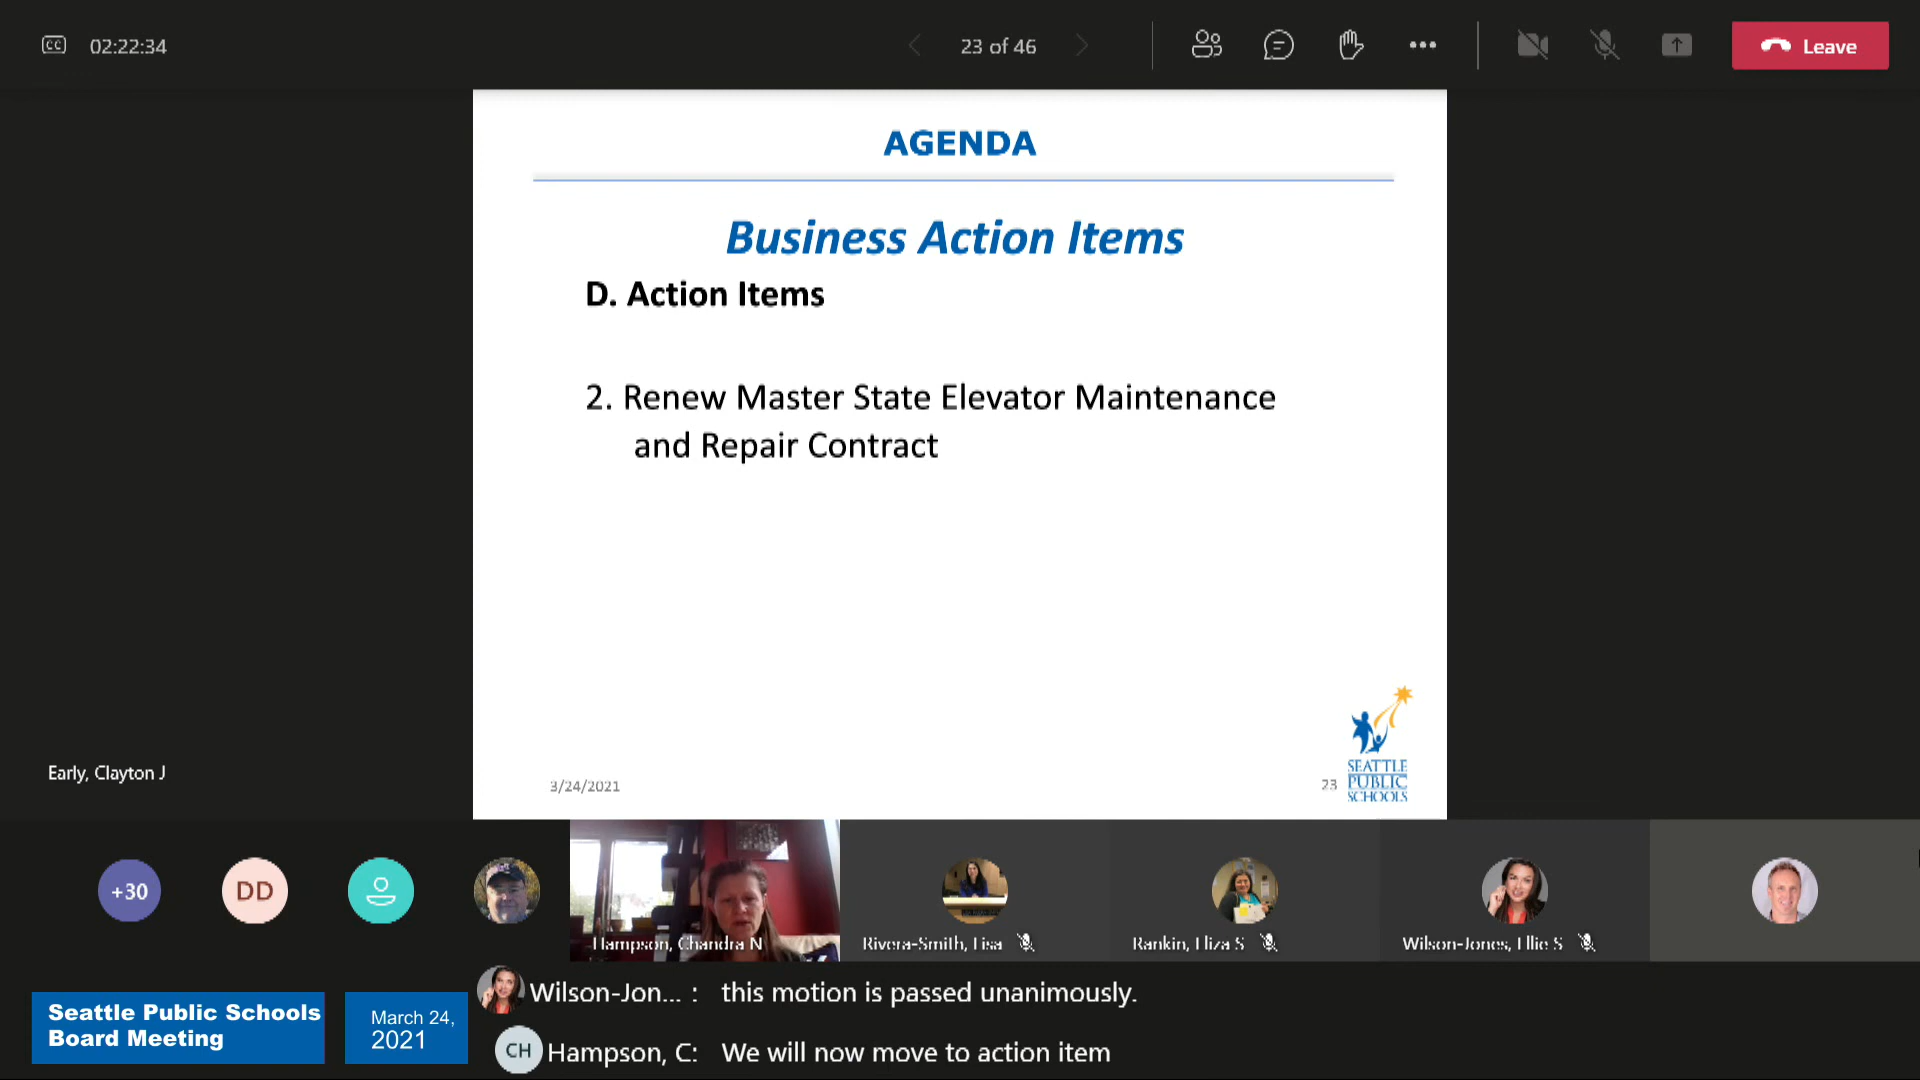 CC 02:22:34 23 of 46 Leave
AGENDA
Business Action Items
D. Action Items
2. Renew Master State Elevator Maintenance
and Repair Contract
Early, Clayton J
3/24/2021
23
SEATTLE
PUBLIC
SCHOOLS
+30 DD
Hampson, Chandra N
Rivera-Smith, Lisa
Rankin, Eliza S
Wilson-Jones, Ellie S
Seattle Public Schools
Board Meeting
March 24,
2021
Wilson-Jon... : this motion is passed unanimously.
CH Hampson, C: We will now move to action item